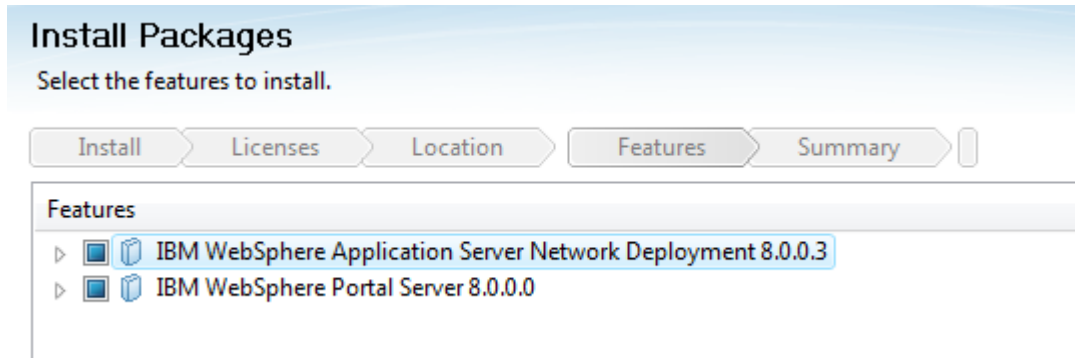 Install Packages
Select the features to install.
Install Licenses Location Features Summary
Features
IBM WebSphere Application Server Network Deployment 8.0.0.3
IBM WebSphere Portal Server 8.0.0.0